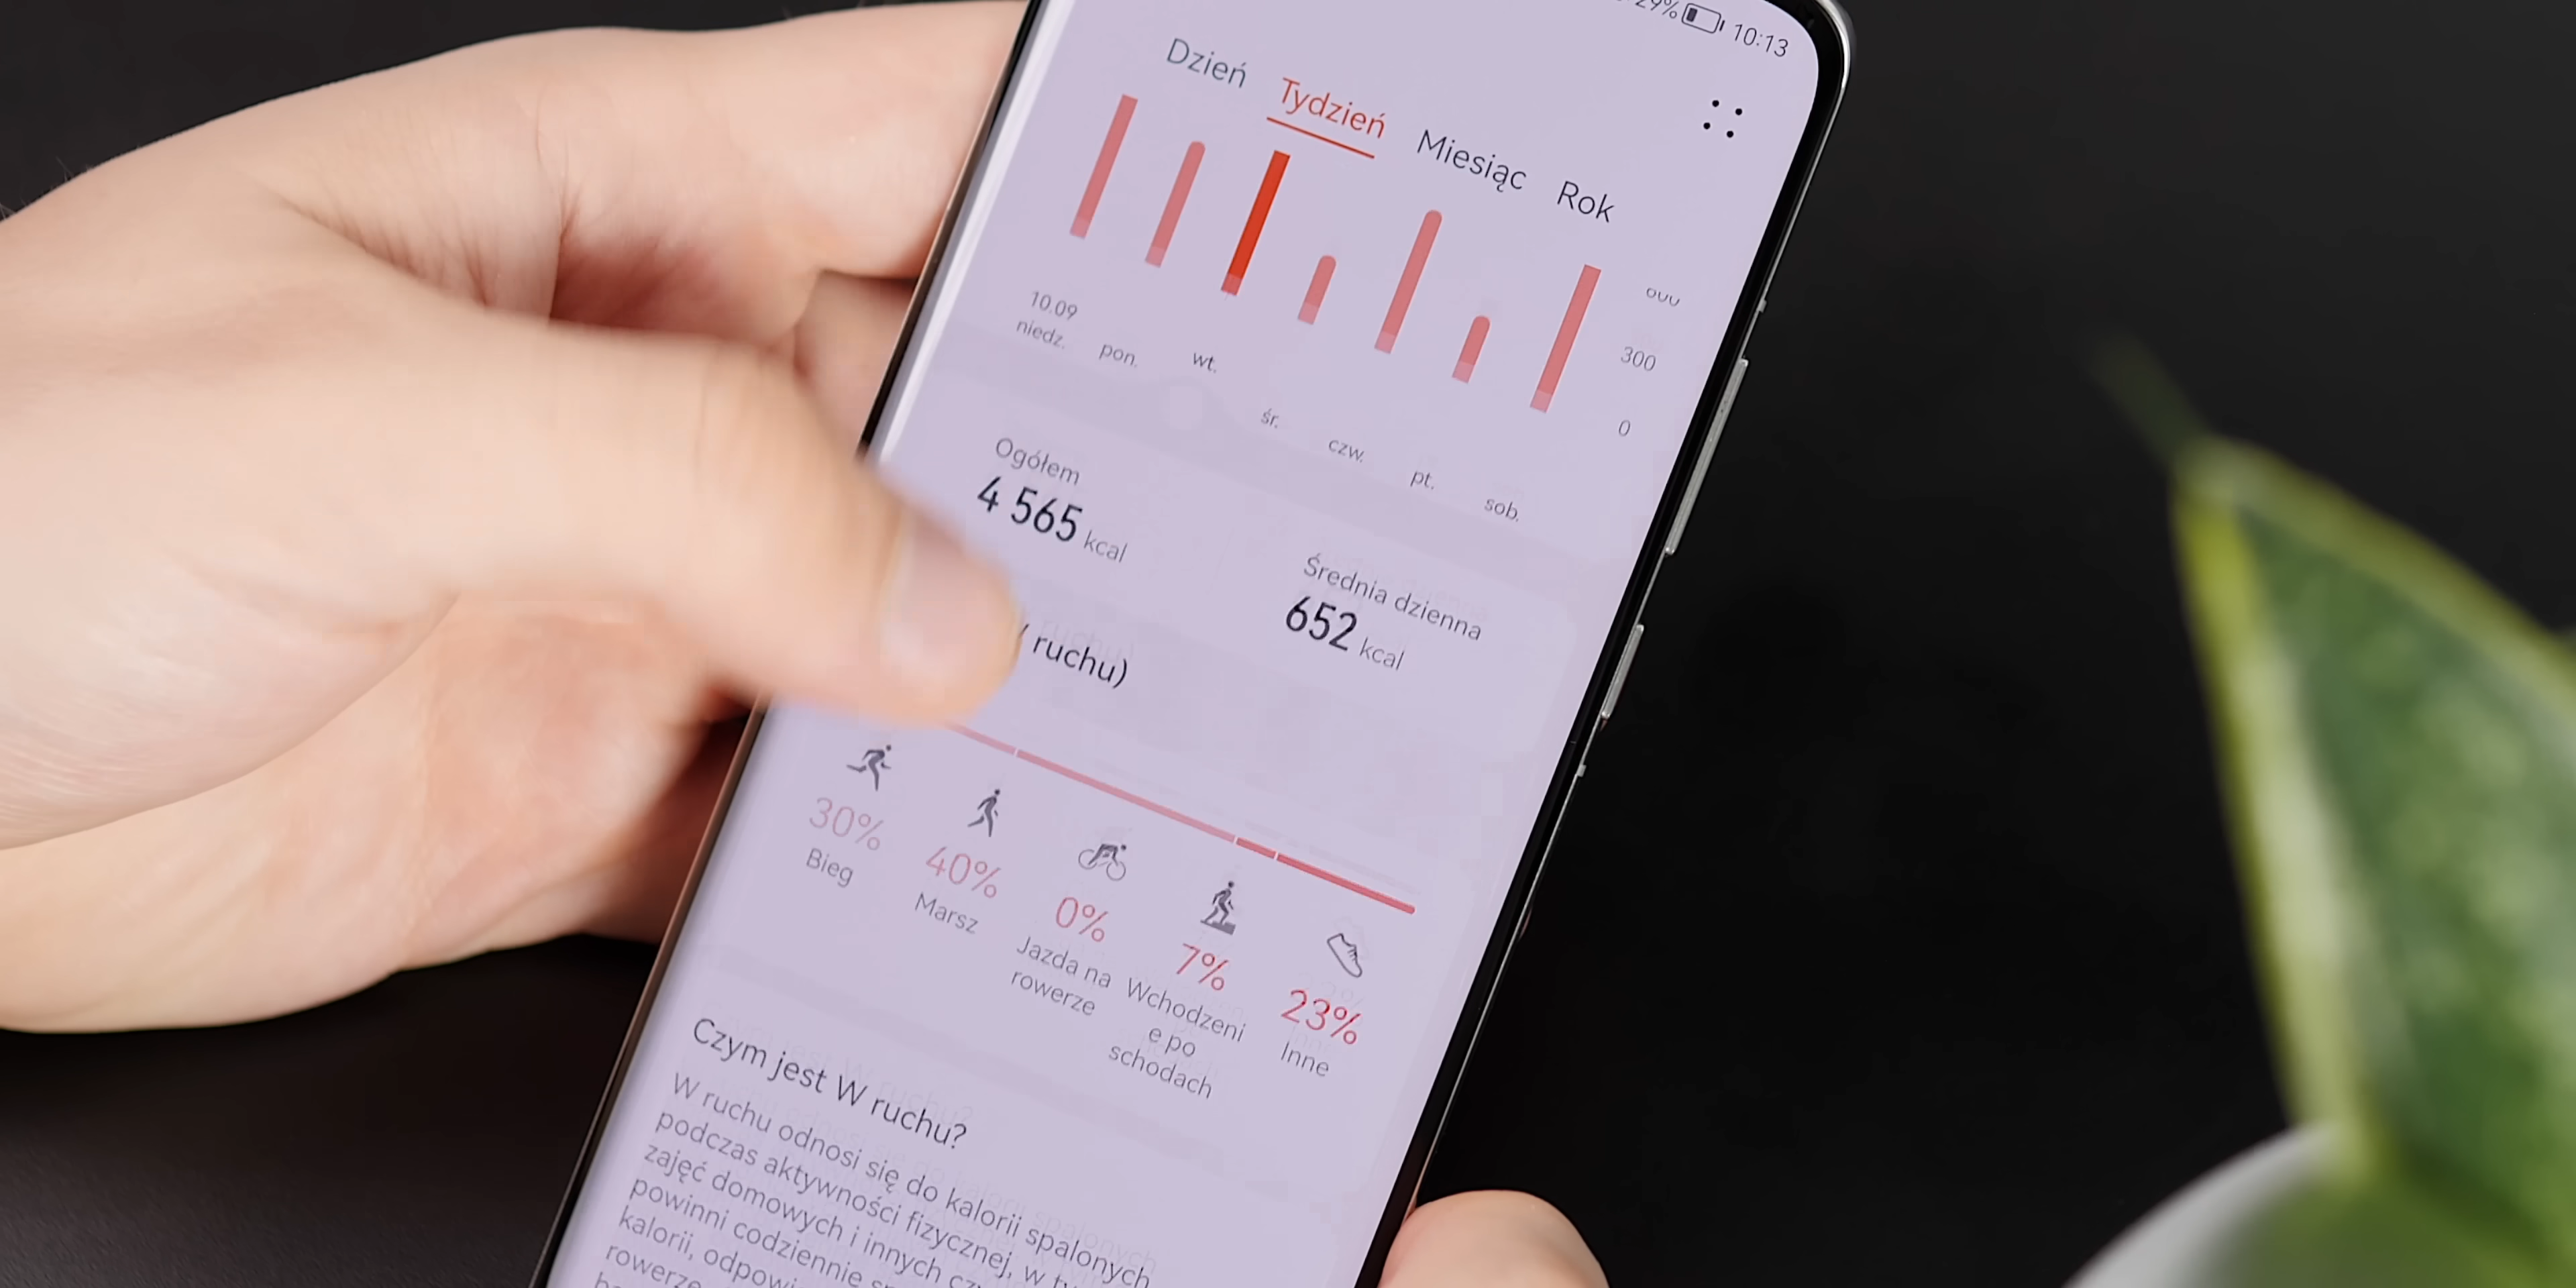 29% 10:13
Dzień Tydzień Miesiąc Rok
300
0
10.09
niedz. pon. wt. śr. czw. pt. sob.
Ogółem
4 565 kcal
Średnia dzienna
652 kcal
ruchu)
30%
Bieg
40%
Marsz
0%
Jazda na
rowerze
7%
Wchodzeni
e po
schodach
23%
Inne
Czym jest W ruchu?
W ruchu odnosi się do kalorii spalonych
podczas aktywności fizycznej, w
zajęć domowych i innych
powinni codziennie
kalorii,
rowerze